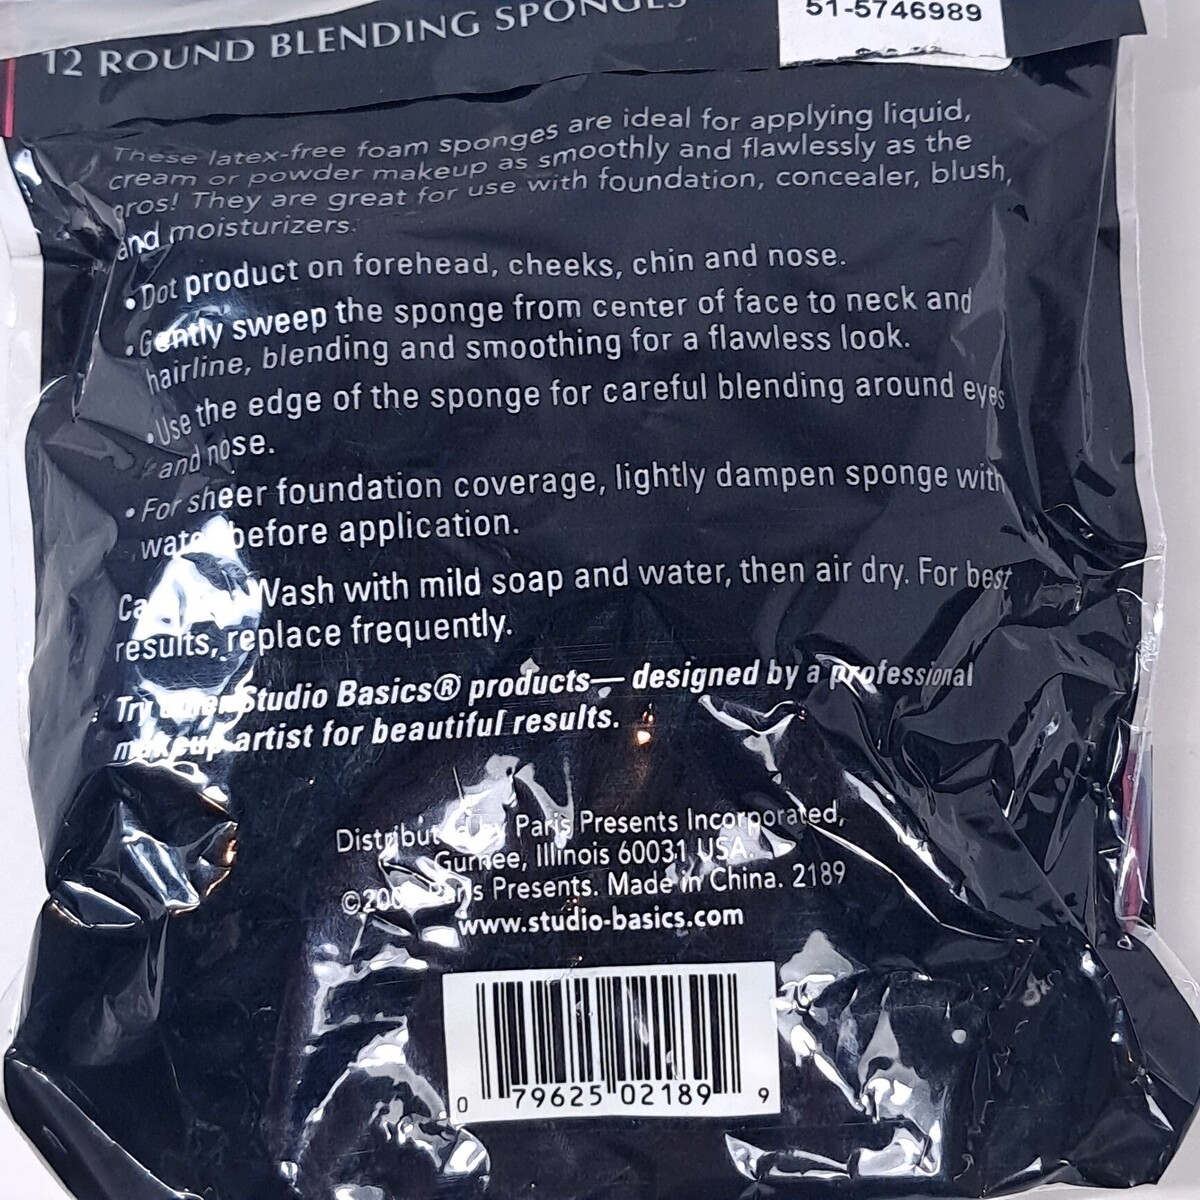 51-5746989
12 ROUND BLENDING SPONGES
These latex-free foam sponges are ideal for applying liquid,
cream or powder makeup as smoothly and flawlessly as the
pros! They are great for use with foundation, concealer, blush,
and moisturizers.
•Dot product on forehead, cheeks, chin and nose.
•Gently sweep the sponge from center of face to neck and
hairline, blending and smoothing for a flawless look.
•Use the edge of the sponge for careful blending around eyes
and nose.
•For sheer foundation coverage, lightly dampen sponge with
water before application.
Wash with mild soap and water, then air dry. For best
results, replace frequently.
Try other Studio Basics® products— designed by a professional
makeup artist for beautiful results.
Distributed by Paris Presents Incorporated,
Gurnee, Illinois 60031 USA.
Paris Presents. Made in China. 2189
www.studio-basics.com
0 79625 02189 9